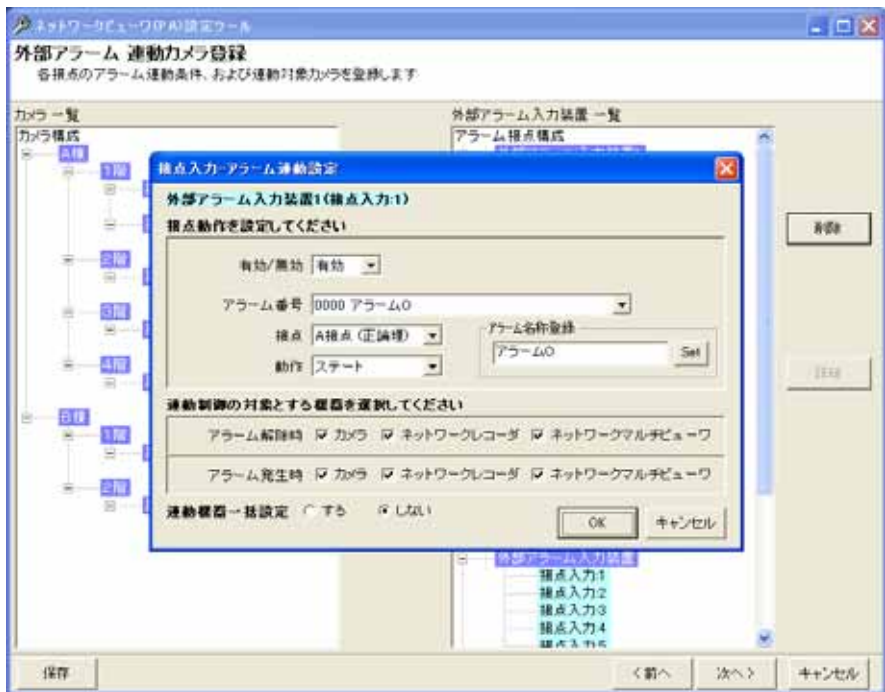 ネットワークビューワ(PA)設定ツール
外部アラーム 連動カメラ登録
各接点のアラーム連動条件、および連動対象カメラを登録します
カメラ 一覧
外部アラーム入力装置 一覧
カメラ構成
アラーム接点構成
A棟
1階
2階
3階
4階
B棟
1階
2階
接点入力-アラーム連動設定
外部アラーム入力装置1(接点入力:1)
接点動作を設定してください
有効/無効 有効
アラーム番号 0000 アラーム0
接点 A接点 (正論理)
アラーム名称登録
アラーム0 Set
動作 ステート
連動制御の対象とする機器を選択してください
アラーム解除時 カメラ ネットワークレコーダ ネットワークマルチビューワ
アラーム発生時 カメラ ネットワークレコーダ ネットワークマルチビューワ
連動機器一括設定 する しない
OK キャンセル
削除
外部アラーム入力装置
接点入力:1
接点入力:2
接点入力:3
接点入力:4
接点入力:5
保存 <前へ 次へ> キャンセル